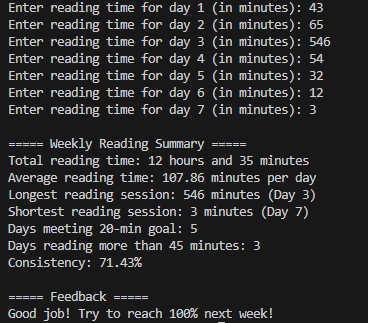 Enter reading time for day 1 (in minutes): 43
Enter reading time for day 2 (in minutes): 65
Enter reading time for day 3 (in minutes): 546
Enter reading time for day 4 (in minutes): 54
Enter reading time for day 5 (in minutes): 32
Enter reading time for day 6 (in minutes): 12
Enter reading time for day 7 (in minutes): 3
===== Weekly Reading Summary =====
Total reading time: 12 hours and 35 minutes
Average reading time: 107.86 minutes per day
Longest reading session: 546 minutes (Day 3)
Shortest reading session: 3 minutes (Day 7)
Days meeting 20-min goal: 5
Days reading more than 45 minutes: 3
Consistency: 71.43%
===== Feedback =====
Good job! Try to reach 100% next week!